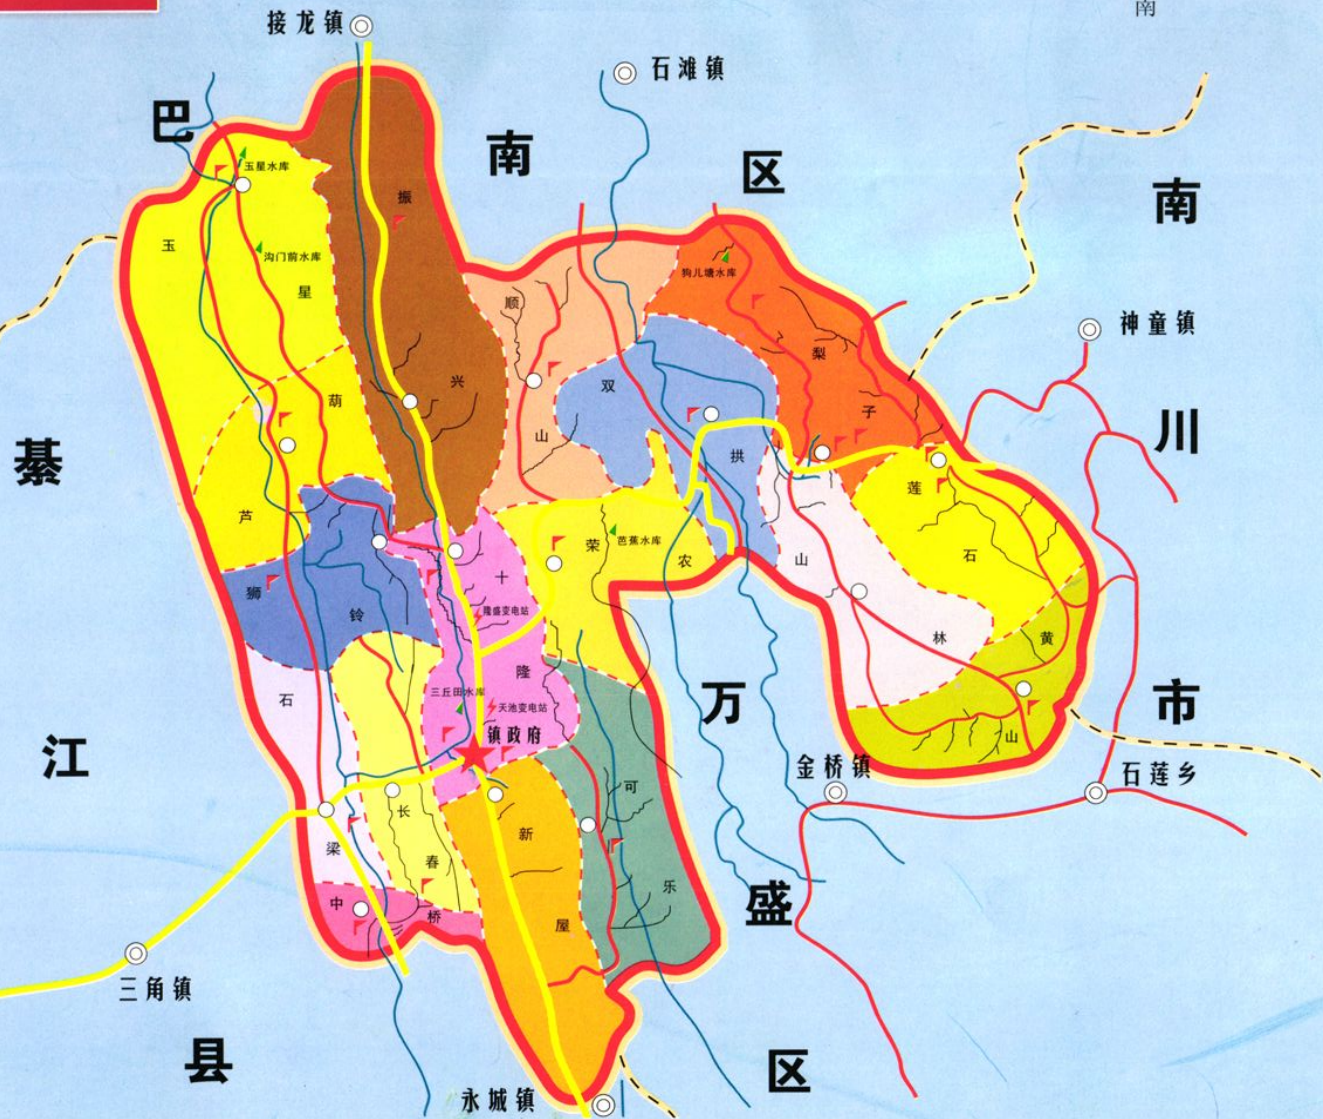 南
接龙镇
石滩镇
巴
南
区
玉星水库
振
南
玉
沟门前水库
狗儿塘水库
星
顺
神童镇
梨
兴
双
葫
子
山
川
綦
拱
莲
芦
荣
芭蕉水库
农
山
石
十
狮
铃
隆盛变电站
林
黄
隆
石
三丘田水库
天池变电站
万
市
镇政府
山
江
金桥镇
石莲乡
可
长
新
梁
春
乐
中
桥
盛
屋
三角镇
县
区
永城镇